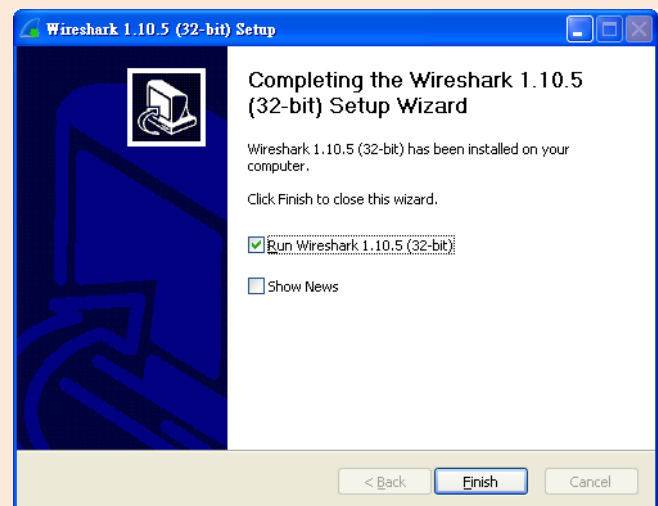 Wireshark 1.10.5 (32-bit) Setup
Completing the Wireshark 1.10.5
(32-bit) Setup Wizard
Wireshark 1.10.5 (32-bit) has been installed on your
computer.
Click Finish to close this wizard.
Run Wireshark 1.10.5 (32-bit)
Show News
< Back Finish Cancel